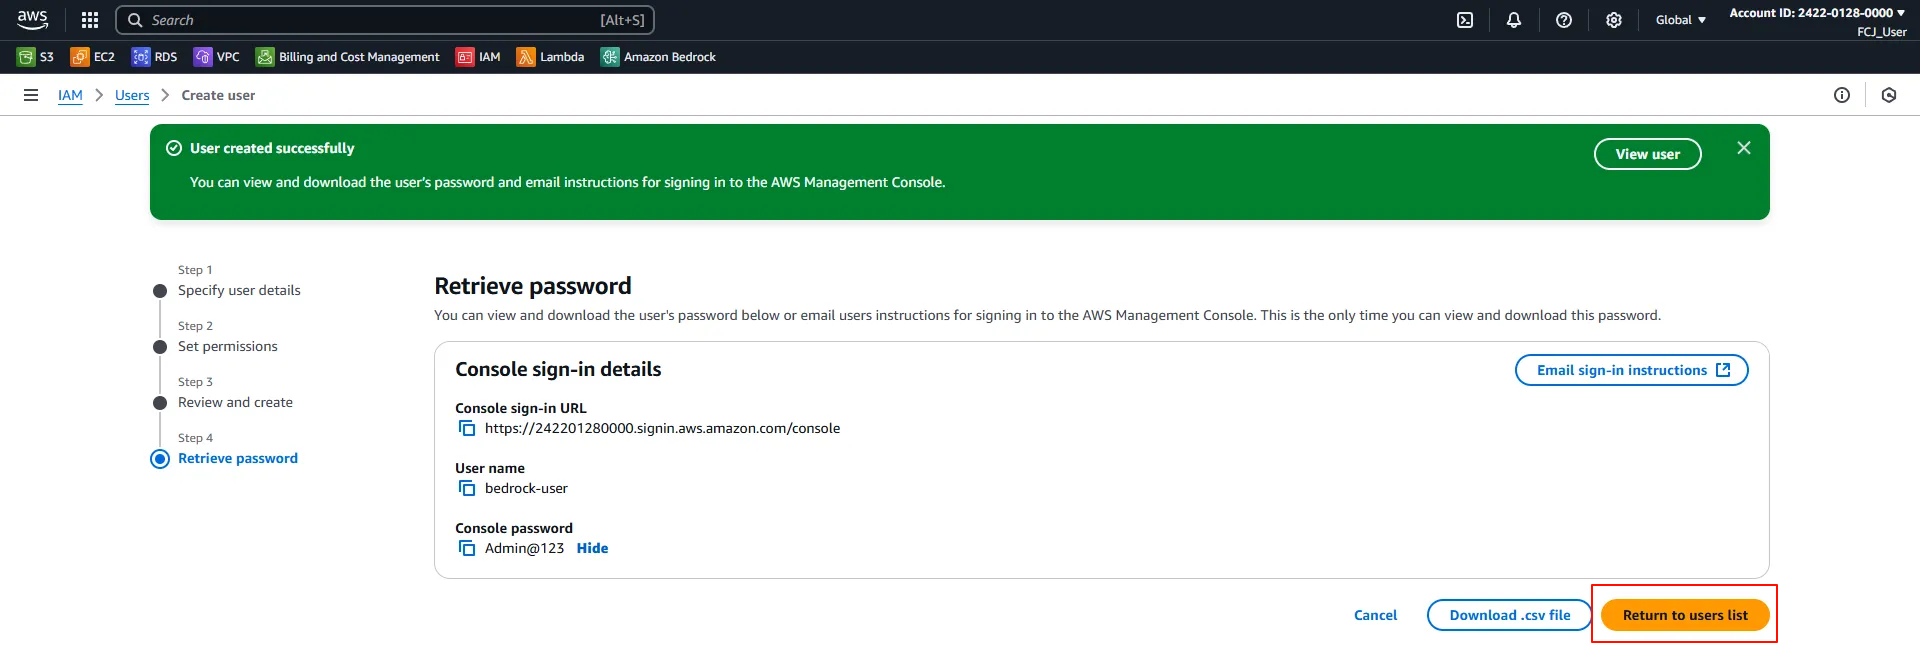 aws
Search [Alt+S]
Global
Account ID: 2422-0128-0000
FCJ_User
S3 EC2 RDS VPC Billing and Cost Management IAM Lambda Amazon Bedrock
IAM > Users > Create user
User created successfully
View user
You can view and download the user's password and email instructions for signing in to the AWS Management Console.
Step 1
Specify user details
Step 2
Set permissions
Step 3
Review and create
Step 4
Retrieve password
Retrieve password
You can view and download the user's password below or email users instructions for signing in to the AWS Management Console. This is the only time you can view and download this password.
Console sign-in details
Email sign-in instructions
Console sign-in URL
https://242201280000.signin.aws.amazon.com/console
User name
bedrock-user
Console password
Admin@123 Hide
Cancel Download .csv file Return to users list